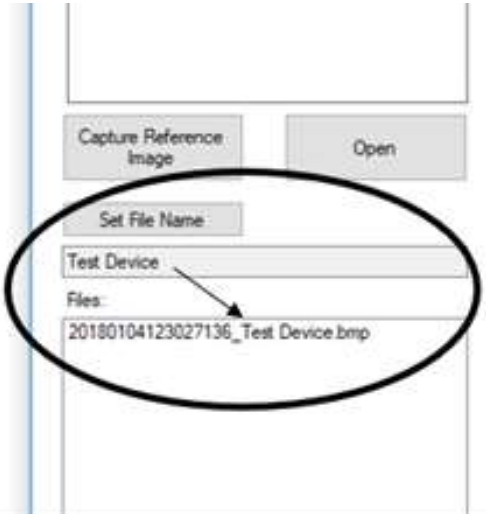 Capture Reference
Image
Open
Set File Name
Test Device
Files:
20180104123027136_Test Device.bmp